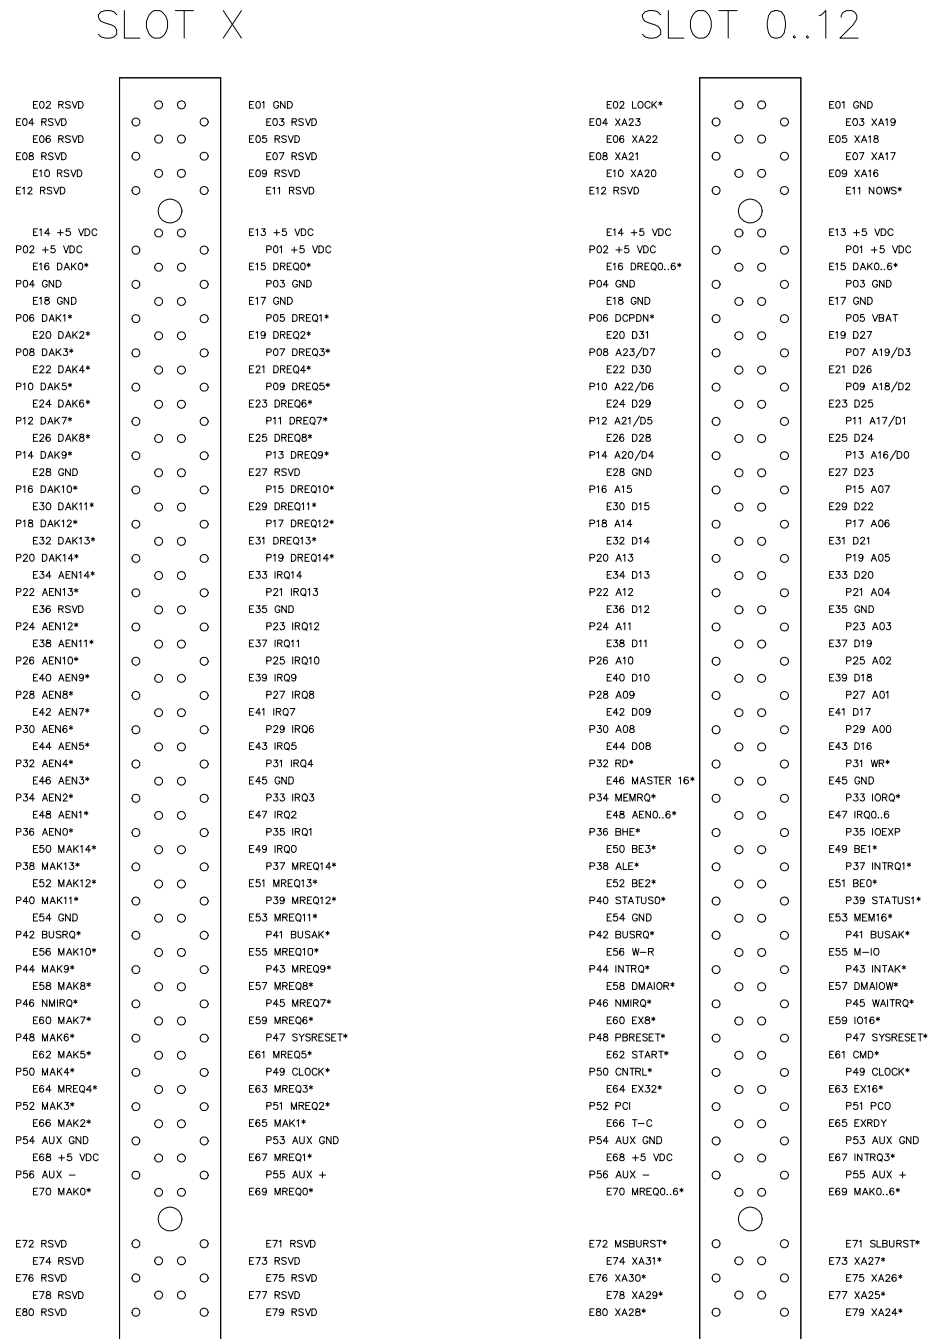 SLOT X
E02 RSVD
E04 RSVD
E06 RSVD
E08 RSVD
E10 RSVD
E12 RSVD
E14 +5 VDC
P02 +5 VDC
E16 DAK0*
P04 GND
E18 GND
P06 DAK1*
E20 DAK2*
P08 DAK3*
E22 DAK4*
P10 DAK5*
E24 DAK6*
P12 DAK7*
E26 DAK8*
P14 DAK9*
E28 GND
P16 DAK10*
E30 DAK11*
P18 DAK12*
E32 DAK13*
P20 DAK14*
E34 AEN14*
P22 AEN13*
E36 RSVD
P24 AEN12*
E38 AEN11*
P26 AEN10*
E40 AEN9*
P28 AEN8*
E42 AEN7*
P30 AEN6*
E44 AEN5*
P32 AEN4*
E46 AEN3*
P34 AEN2*
E48 AEN1*
P36 AEN0*
E50 MAK14*
P38 MAK13*
E52 MAK12*
P40 MAK11*
E54 GND
P42 BUSRQ*
E56 MAK10*
P44 MAK9*
E58 MAK8*
P46 NMIRQ*
E60 MAK7*
P48 MAK6*
E62 MAK5*
P50 MAK4*
E64 MREQ4*
P52 MAK3*
E66 MAK2*
P54 AUX GND
E68 +5 VDC
P56 AUX -
E70 MAK0*
E72 RSVD
E74 RSVD
E76 RSVD
E78 RSVD
E80 RSVD
E01 GND
E03 RSVD
E05 RSVD
E07 RSVD
E09 RSVD
E11 RSVD
E13 +5 VDC
P01 +5 VDC
E15 DREQ0*
P03 GND
E17 GND
P05 DREQ1*
E19 DREQ2*
P07 DREQ3*
E21 DREQ4*
P09 DREQ5*
E23 DREQ6*
P11 DREQ7*
E25 DREQ8*
P13 DREQ9*
E27 RSVD
P15 DREQ10*
E29 DREQ11*
P17 DREQ12*
E31 DREQ13*
P19 DREQ14*
E33 IRQ14
P21 IRQ13
E35 GND
P23 IRQ12
E37 IRQ11
P25 IRQ10
E39 IRQ9
P27 IRQ8
E41 IRQ7
P29 IRQ6
E43 IRQ5
P31 IRQ4
E45 GND
P33 IRQ3
E47 IRQ2
P35 IRQ1
E49 IRQ0
P37 MREQ14*
E51 MREQ13*
P39 MREQ12*
E53 MREQ11*
P41 BUSAK*
E55 MREQ10*
P43 MREQ9*
E57 MREQ8*
P45 MREQ7*
E59 MREQ6*
P47 SYSRESET*
E61 MREQ5*
P49 CLOCK*
E63 MREQ3*
P51 MREQ2*
E65 MAK1*
P53 AUX GND
E67 MREQ1*
P55 AUX +
E69 MREQ0*
E71 RSVD
E73 RSVD
E75 RSVD
E77 RSVD
E79 RSVD
SLOT 0..12
E02 LOCK*
E04 XA23
E06 XA22
E08 XA21
E10 XA20
E12 RSVD
E14 +5 VDC
P02 +5 VDC
E16 DREQ0..6*
P04 GND
E18 GND
P06 DCPDN*
E20 D31
P08 A23/D7
E22 D30
P10 A22/D6
E24 D29
P12 A21/D5
E26 D28
P14 A20/D4
E28 GND
P16 A15
E30 D15
P18 A14
E32 D14
P20 A13
E34 D13
P22 A12
E36 D12
P24 A11
E38 D11
P26 A10
E40 D10
P28 A09
E42 D09
P30 A08
E44 D08
P32 RD*
E46 MASTER 16*
P34 MEMRQ*
E48 AEN0..6*
P36 BHE*
E50 BE3*
P38 ALE*
E52 BE2*
P40 STATUS0*
E54 GND
P42 BUSRQ*
E56 W-R
P44 INTRQ*
E58 DMAIOR*
P46 NMIRQ*
E60 EX8*
P48 PBRESET*
E62 START*
P50 CNTRL*
E64 EX32*
P52 PCI
E66 T-C
P54 AUX GND
E68 +5 VDC
P56 AUX -
E70 MREQ0..6*
E72 MSBURST*
E74 XA31*
E76 XA30*
E78 XA29*
E80 XA28*
E01 GND
E03 XA19
E05 XA18
E07 XA17
E09 XA16
E11 NOWS*
E13 +5 VDC
P01 +5 VDC
E15 DAK0..6*
P03 GND
E17 GND
P05 VBAT
E19 D27
P07 A19/D3
E21 D26
P09 A18/D2
E23 D25
P11 A17/D1
E25 D24
P13 A16/D0
E27 D23
P15 A07
E29 D22
P17 A06
E31 D21
P19 A05
E33 D20
P21 A04
E35 GND
P23 A03
E37 D19
P25 A02
E39 D18
P27 A01
E41 D17
P29 A00
E43 D16
P31 WR*
E45 GND
P33 IORQ*
E47 IRQ0..6
P35 IOEXP
E49 BE1*
P37 INTRQ1*
E51 BE0*
P39 STATUS1*
E53 MEM16*
P41 BUSAK*
E55 M-IO
P43 INTAK*
E57 DMAIOW*
P45 WAITRQ*
E59 IO16*
P47 SYSRESET*
E61 CMD*
P49 CLOCK*
E63 EX16*
P51 PCO
E65 EXRDY
P53 AUX GND
E67 INTRQ3*
P55 AUX +
E69 MAK0..6*
E71 SLBURST*
E73 XA27*
E75 XA26*
E77 XA25*
E79 XA24*